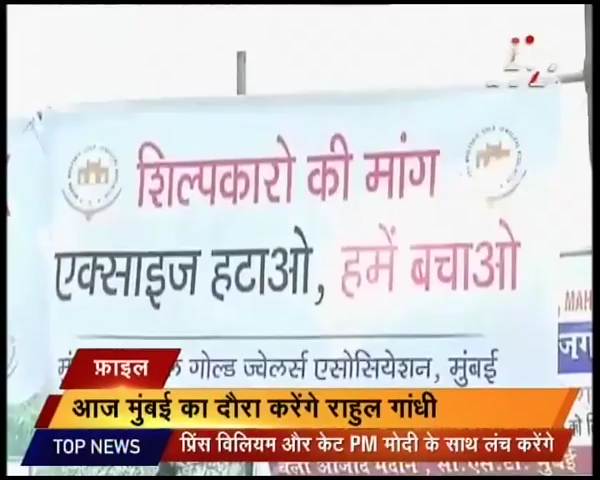 शिल्पकारो की मांग
एक्साइज हटाओ, हमें बचाओ
गोल्ड ज्वेलर्स एसोसियेशन, मुंबई
MAH
फ़ाइल
आज मुंबई का दौरा करेंगे राहुल गांधी
TOP NEWS
प्रिंस विलियम और केट PM मोदी के साथ लंच करेंगे